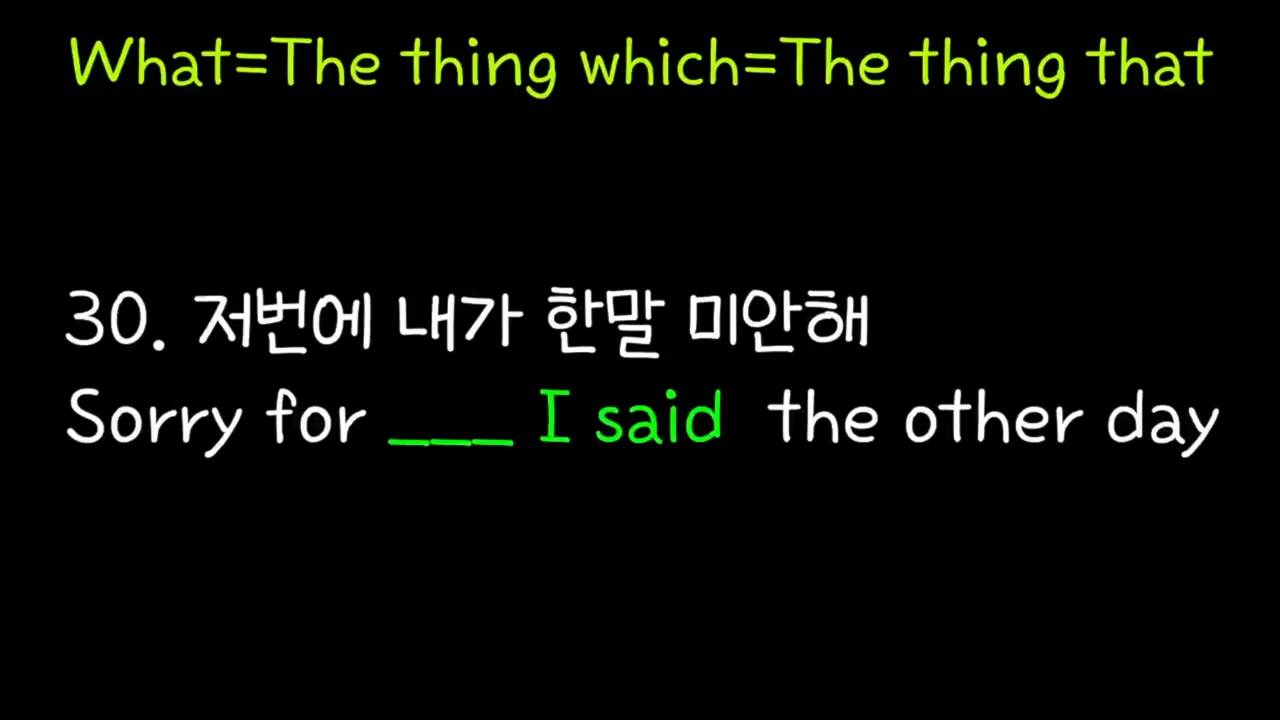 What=The thing which=The thing that
30. 저번에 내가 한말 미안해
Sorry for ___ I said the other day